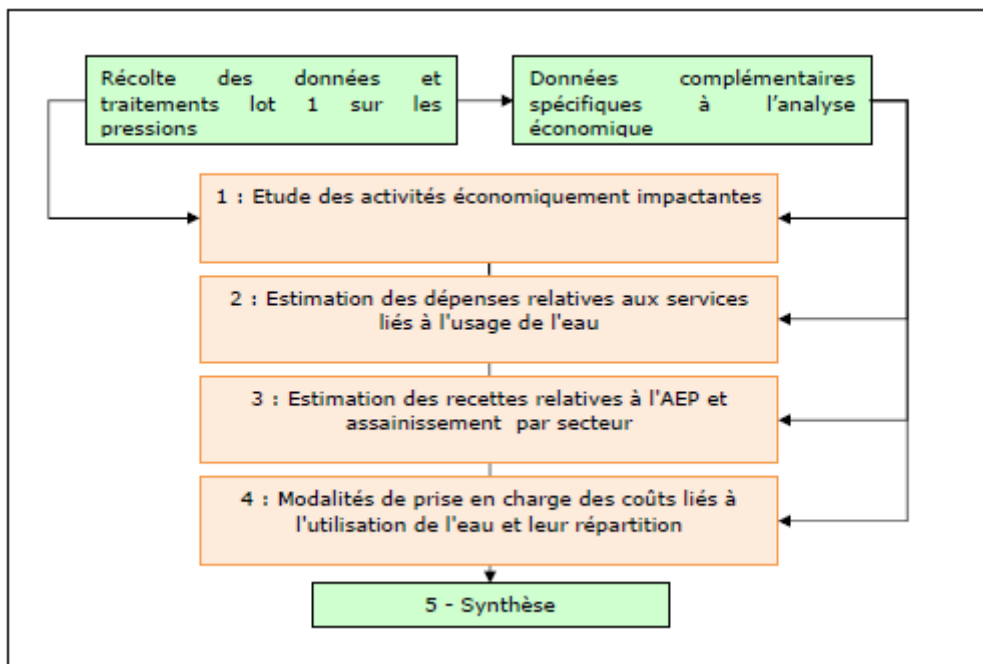 Récolte des données et
traitements lot 1 sur les
pressions
Données complémentaires
spécifiques à l'analyse
économique
1 : Etude des activités économiquement impactantes
2 : Estimation des dépenses relatives aux services
liés à l'usage de l'eau
3 : Estimation des recettes relatives à l'AEP et
assainissement par secteur
4 : Modalités de prise en charge des coûts liés à
l'utilisation de l'eau et leur répartition
5 - Synthèse